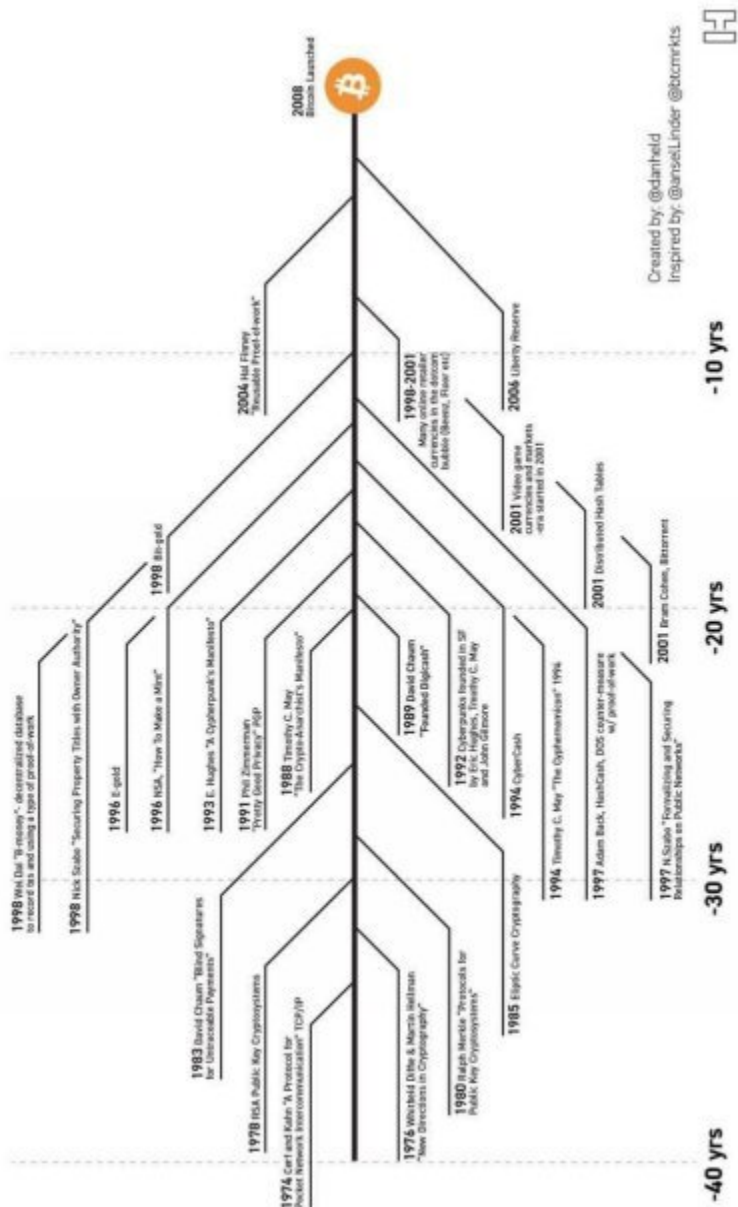 2008
Bitcoin Launched
2004 Hal Finney
"Reusable Proof-of-work"
1998 Bit-gold
1998 Wei Dai "B-money"- decentralized database
to record txs and using a type of proof-of-work
1998 Nick Szabo "Securing Property Titles with Owner Authority"
1996 E-gold
1996 NSA, "How To Make a Mint"
1993 E. Hughes "A Cypherpunk's Manifesto"
1991 Phil Zimmerman
"Pretty Good Privacy" PGP
1988 Timothy C. May
"The Crypto-Anarchist's Manifesto"
1983 David Chaum "Blind Signatures
for Untraceable Payments"
1978 RSA Public Key Cryptosystems
1974 Cerf and Kahn "A Protocol for
Packet Network Intercommunication" TCP/IP
1976 Whitfield Diffie & Martin Hellman
"New Directions in Cryptography"
1980 Ralph Merkle "Protocols for
Public Key Cryptosystems"
1985 Eliptic Curve Cryptography
1989 David Chaum
"Founded Digicash"
1992 Cyberpunks founded in SF
by Eric Hughes, Timothy C. May
and John Gilmore
1994 CyberCash
1994 Timothy C. May "The Cyphernomicon" 1994
1997 Adam Back, HashCash, DOS counter-measure
w/ proof-of-work
1997 N.Szabo "Formalizing and Securing
Relationships on Public Networks"
1998-2001
Many online retailer
currencies in the dotcom
bubble (Beenz, Flooz etc)
2001 Video game
currencies and markets
-era started in 2001
2001 Distributed Hash Tables
2001 Bram Cohen, Bittorrent
2006 Liberty Reserve
-40 yrs
-30 yrs
-20 yrs
-10 yrs
Created by: @danheld
Inspired by: @anselLinder @btcmrkts